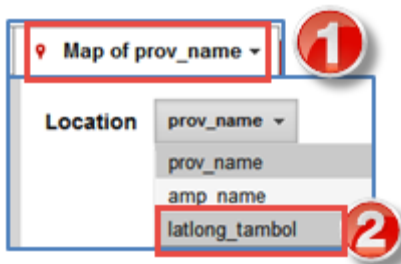 Map of prov_name
1
Location prov_name
prov_name
amp_name
latlong_tambol
2